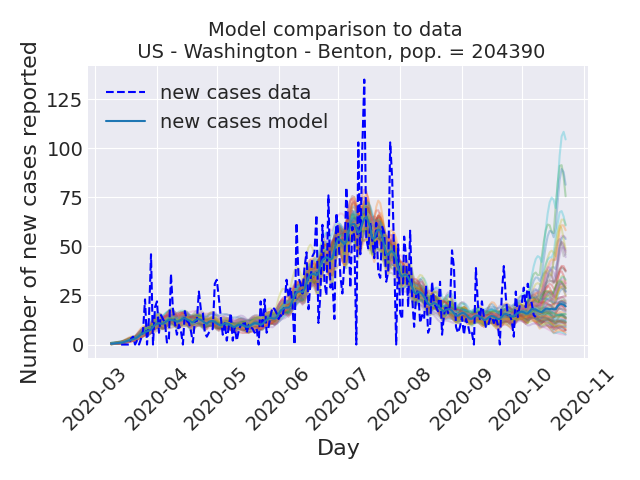 Model comparison to data
US - Washington - Benton, pop. = 204390
Number of new cases reported
125
100
75
50
25
0
new cases data
new cases model
2020-03
2020-04
2020-05
2020-06
2020-07
2020-08
2020-09
2020-10
2020-11
Day